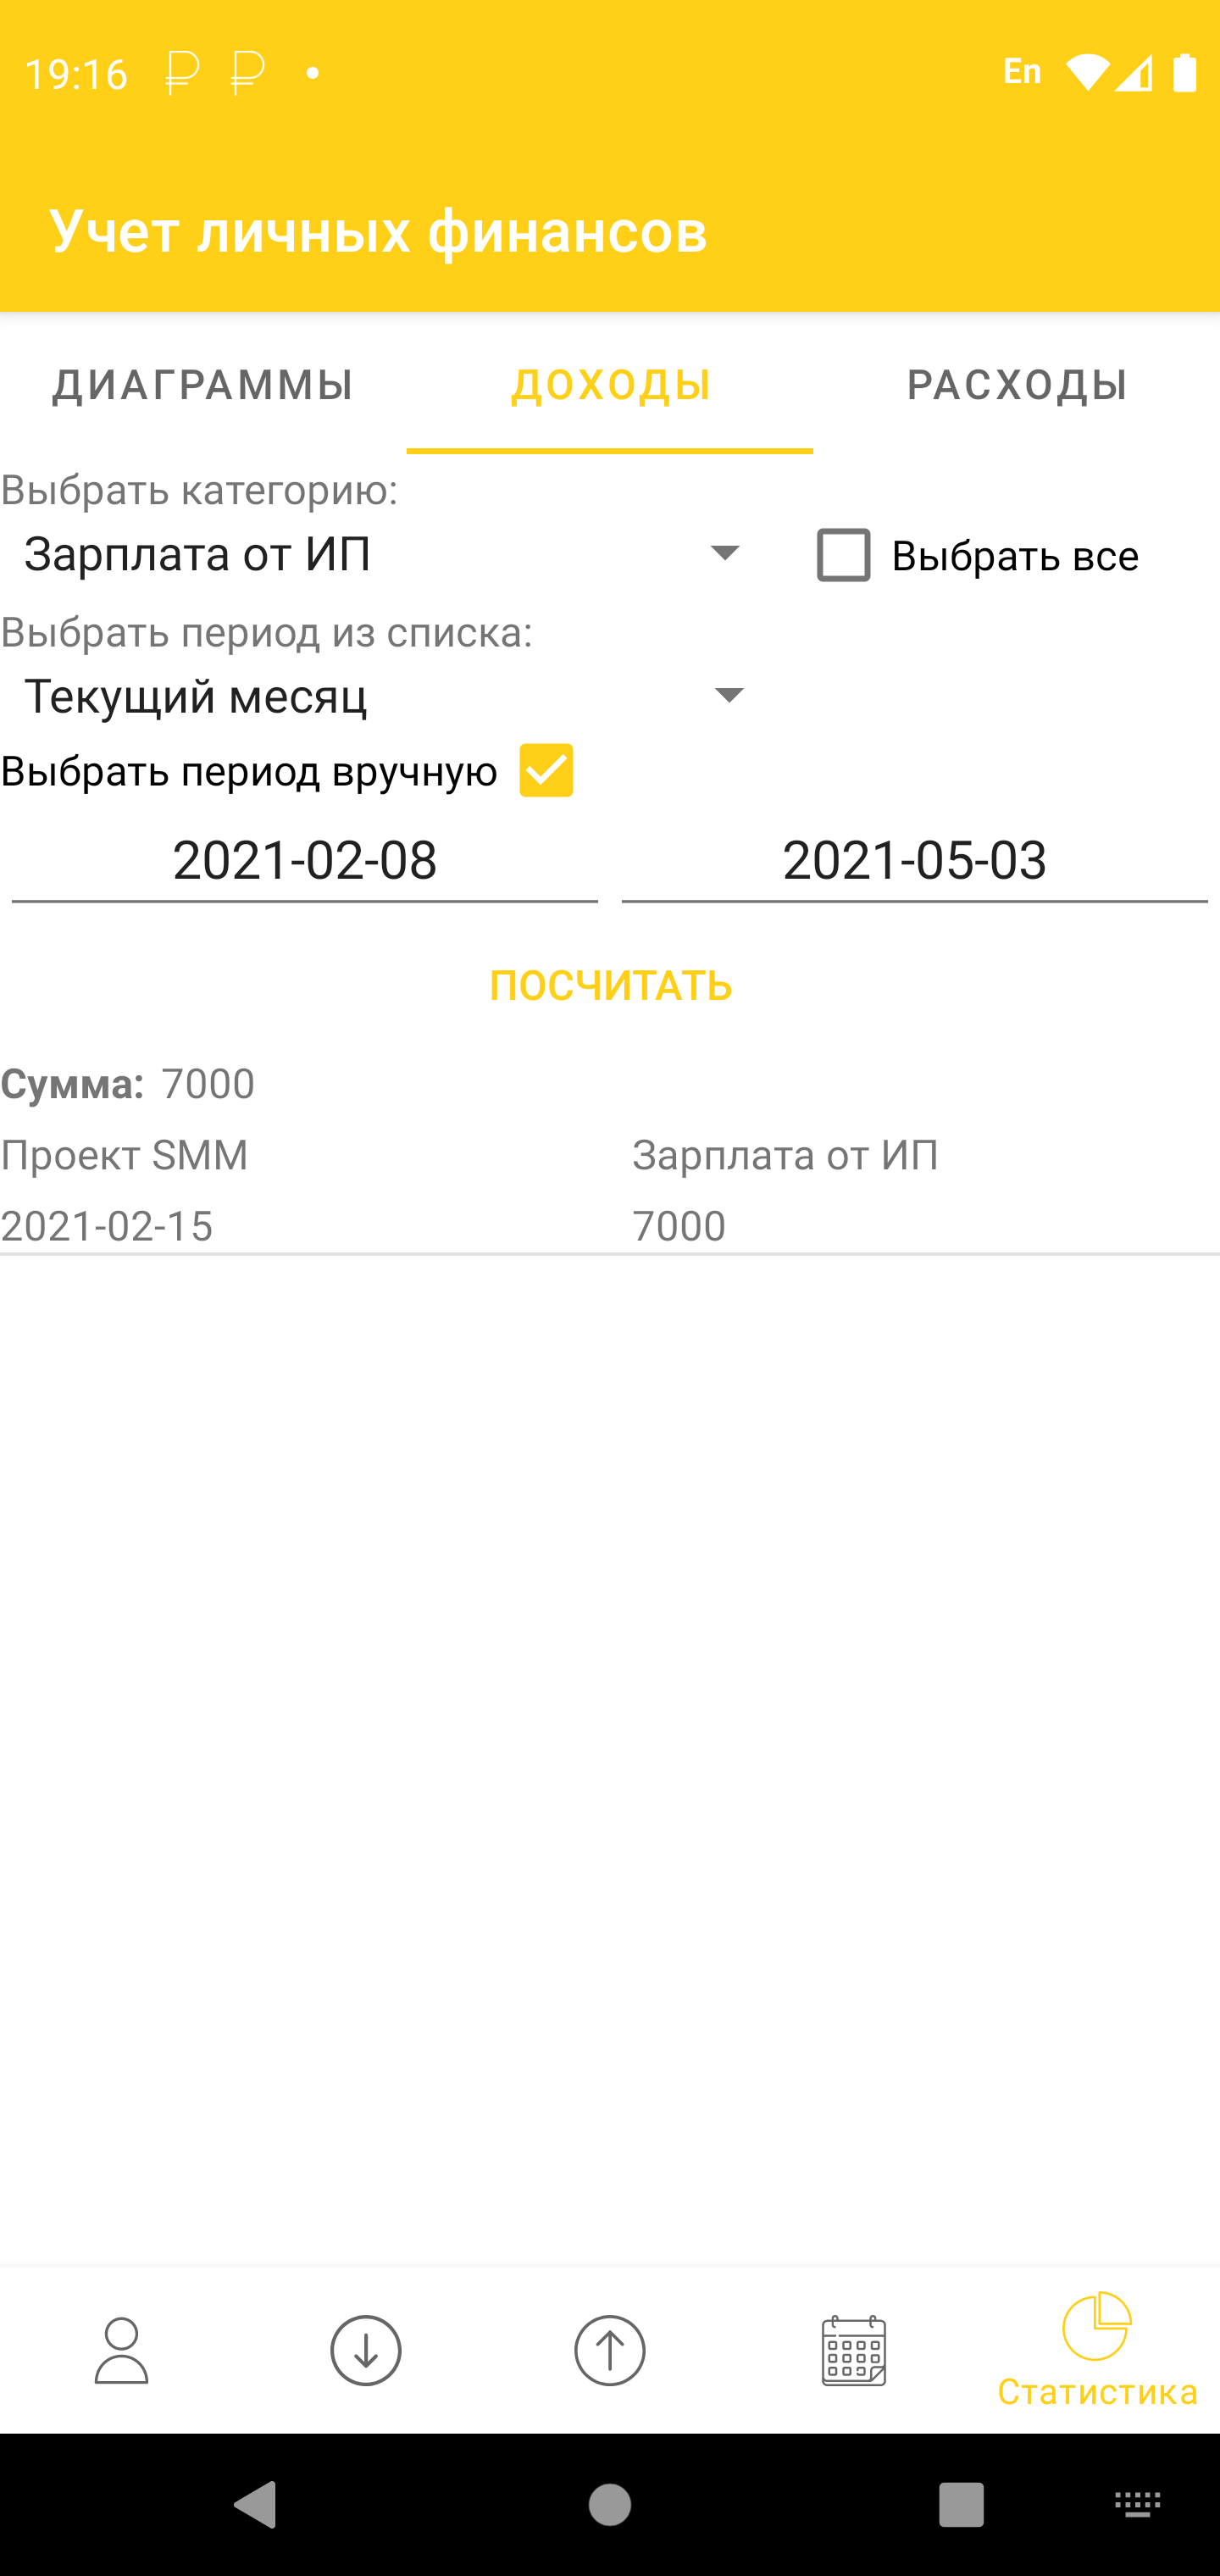 19:16 ₽ ₽ • En
Учет личных финансов
ДИАГРАММЫ ДОХОДЫ РАСХОДЫ
Выбрать категорию:
Зарплата от ИП Выбрать все
Выбрать период из списка:
Текущий месяц
Выбрать период вручную
2021-02-08 2021-05-03
ПОСЧИТАТЬ
Сумма: 7000
Проект SMM Зарплата от ИП
2021-02-15 7000
Статистика